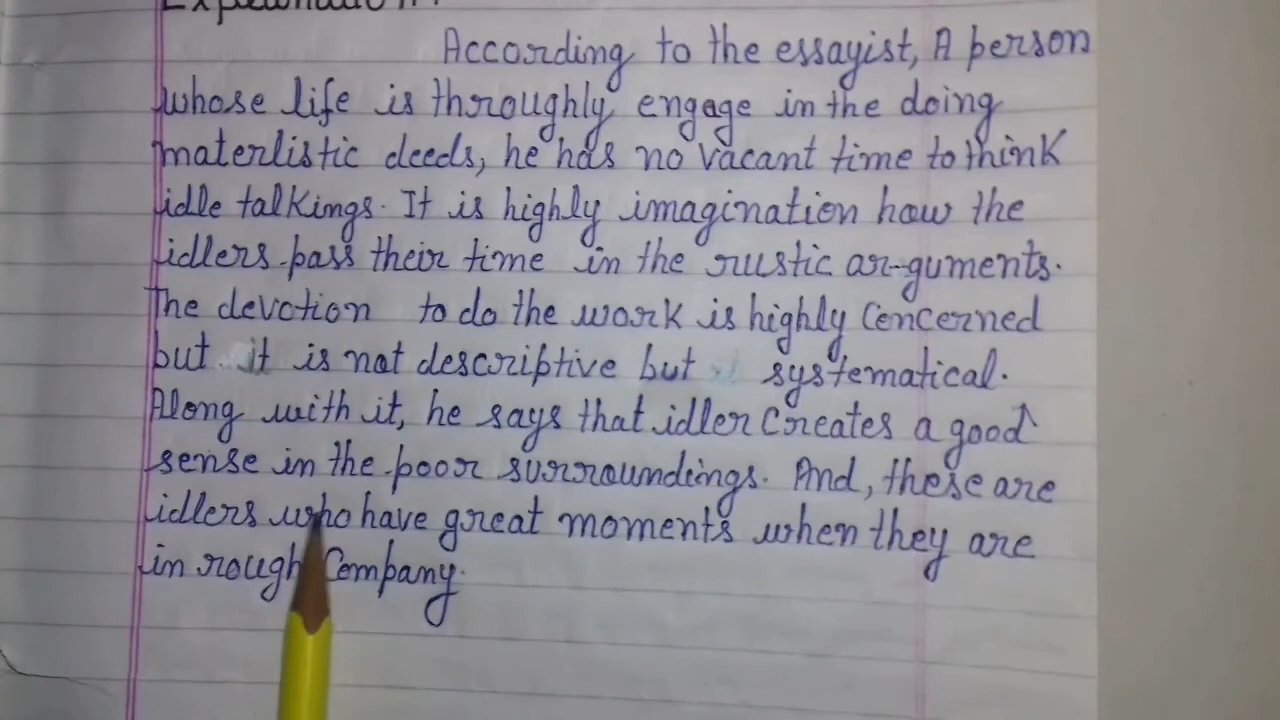 Explanation:
According to the essayist, A person
whose life is throughly engage in the doing
materlistic deeds, he has no vacant time to think
idle talkings. It is highly imagination how the
idlers pass their time in the rustic ar-guments.
The devotion to do the work is highly Concerned
but it is not descriptive but systematical.
Along with it, he says that idler Creates a good
sense in the poor surroundings. And, these are
idlers who have great moments when they are
in rough Company.